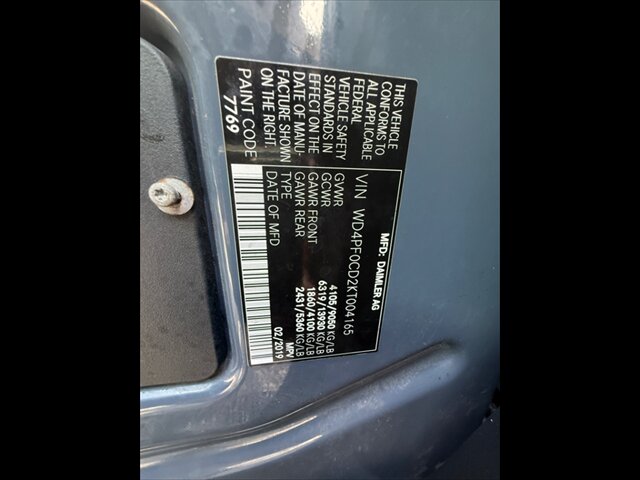 MFD: DAIMLER AG
THIS VEHICLE
CONFORMS TO
ALL APPLICABLE
FEDERAL
VEHICLE SAFETY
STANDARDS IN
EFFECT ON THE
DATE OF MANU-
FACTURE SHOWN
ON THE RIGHT.
PAINT CODE
7769
VIN WD4PF0CD2KT004165
GVWR 4105/9050 KG/LB
GCWR 6319/13930 KG/LB
GAWR FRONT 1860/4100 KG/LB
GAWR REAR 2431/5360 KG/LB
TYPE MPV
DATE OF MFD 02/2019